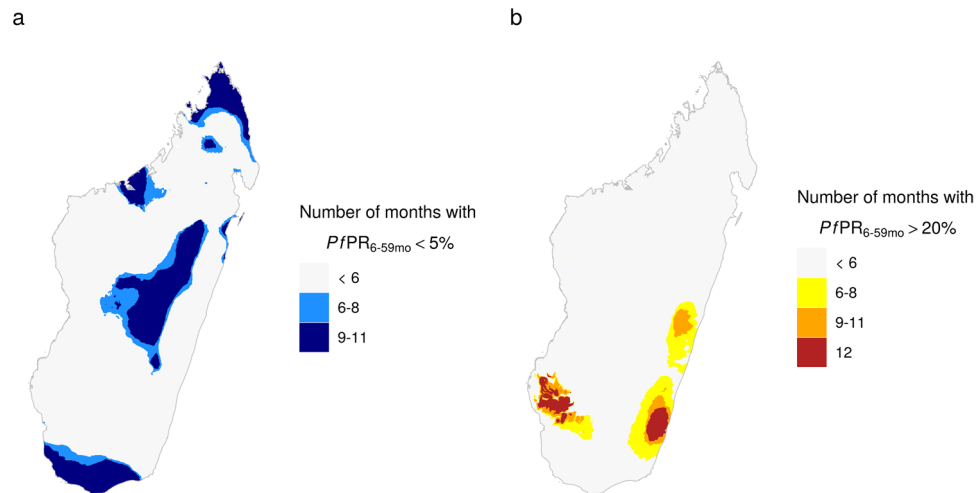 a
Number of months with
PfPR6-59mo < 5%
< 6
6-8
9-11
b
Number of months with
PfPR6-59mo > 20%
< 6
6-8
9-11
12